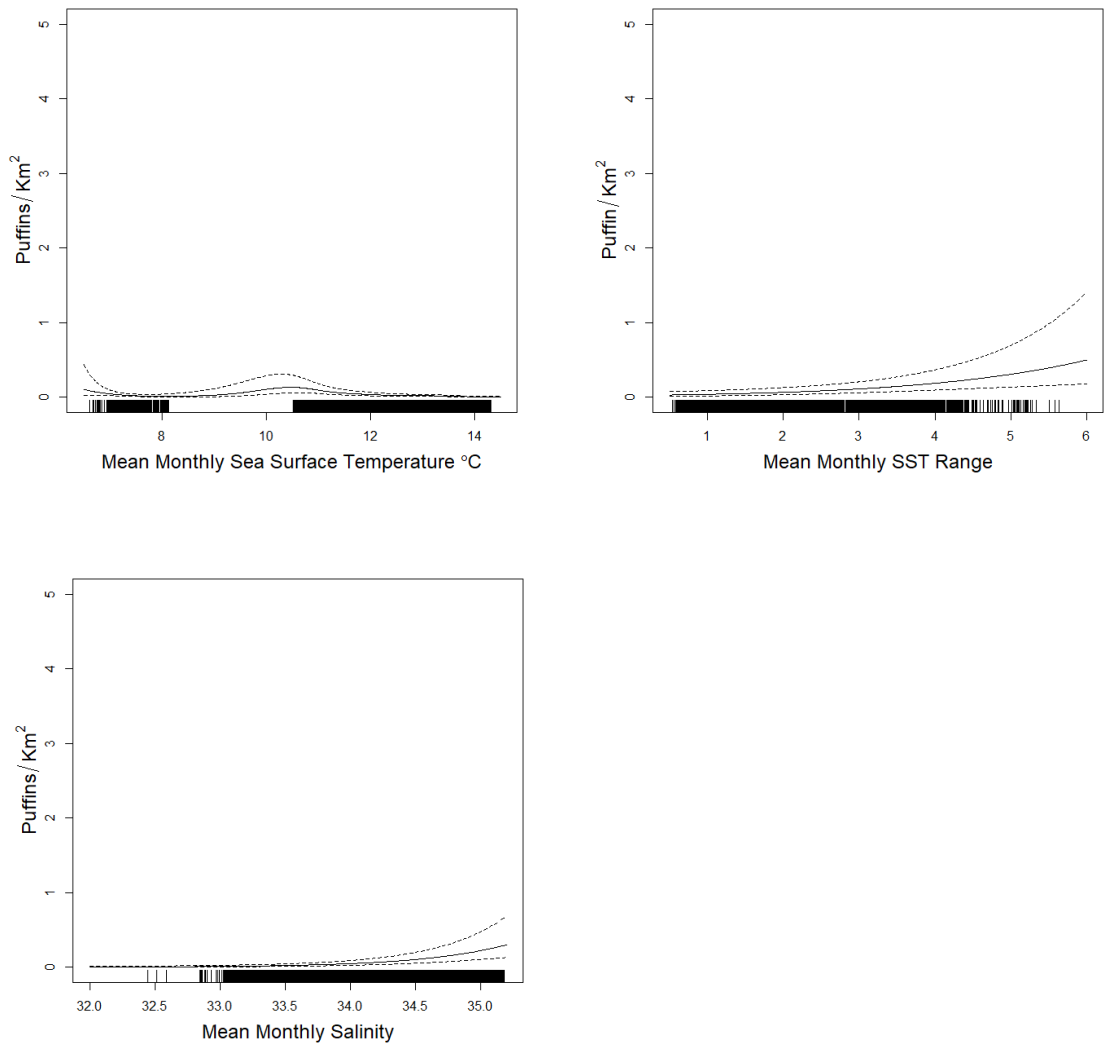 5
4
3
2
1
0
Puffins/Km²
8 10 12 14
Mean Monthly Sea Surface Temperature °C
5
4
3
2
1
0
Puffin/Km²
1 2 3 4 5 6
Mean Monthly SST Range
5
4
3
2
1
0
Puffins/Km²
32.0 32.5 33.0 33.5 34.0 34.5 35.0
Mean Monthly Salinity